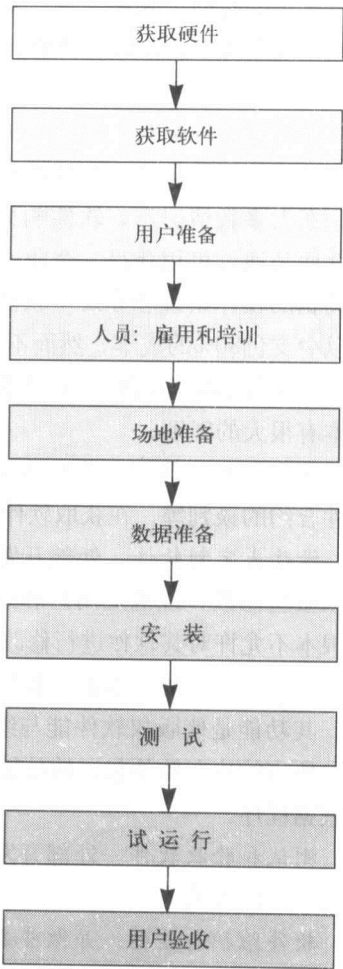 获取硬件
获取软件
用户准备
人员：雇用和培训
场地准备
数据准备
安 装
测 试
试 运 行
用户验收